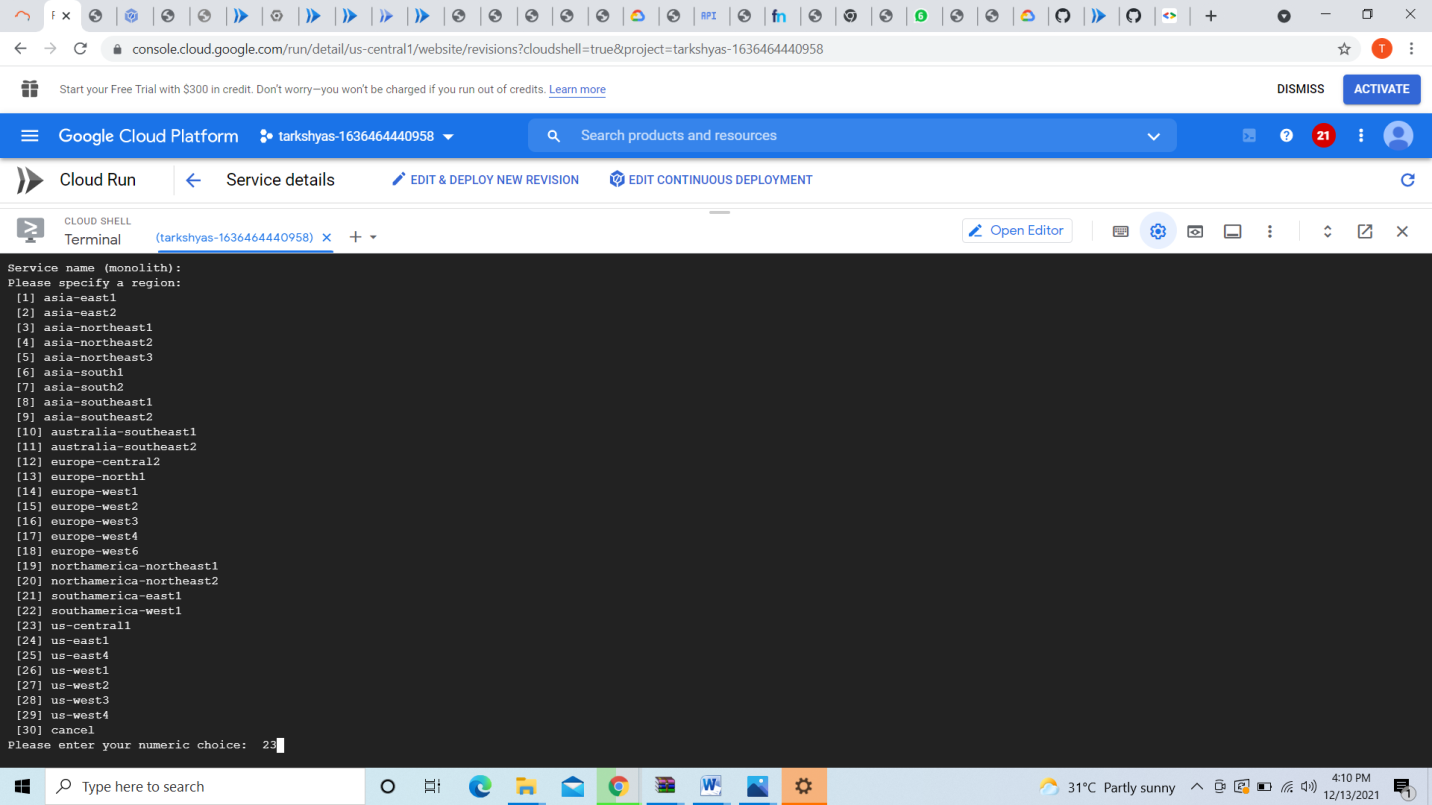 F
API
fn
6
console.cloud.google.com/run/detail/us-central1/website/revisions?cloudshell=true&project=tarkshyas-1636464440958
T
Start your Free Trial with $300 in credit. Don't worry—you won't be charged if you run out of credits. Learn more
DISMISS
ACTIVATE
Google Cloud Platform
tarkshyas-1636464440958
Search products and resources
21
Cloud Run
Service details
EDIT & DEPLOY NEW REVISION
EDIT CONTINUOUS DEPLOYMENT
CLOUD SHELL
Terminal
(tarkshyas-1636464440958)
Open Editor
Service name (monolith):
Please specify a region:
[1] asia-east1
[2] asia-east2
[3] asia-northeast1
[4] asia-northeast2
[5] asia-northeast3
[6] asia-south1
[7] asia-south2
[8] asia-southeast1
[9] asia-southeast2
[10] australia-southeast1
[11] australia-southeast2
[12] europe-central2
[13] europe-north1
[14] europe-west1
[15] europe-west2
[16] europe-west3
[17] europe-west4
[18] europe-west6
[19] northamerica-northeast1
[20] northamerica-northeast2
[21] southamerica-east1
[22] southamerica-west1
[23] us-central1
[24] us-east1
[25] us-east4
[26] us-west1
[27] us-west2
[28] us-west3
[29] us-west4
[30] cancel
Please enter your numeric choice: 23
Type here to search
31°C Partly sunny
4:10 PM
12/13/2021
1